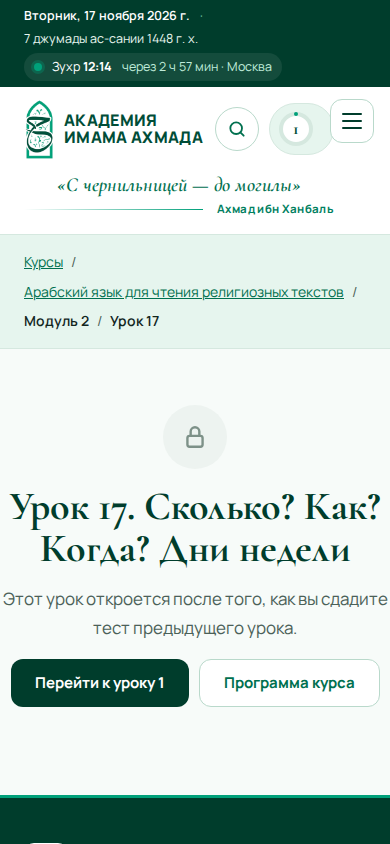 Вторник, 17 ноября 2026 г. ·
7 джумады ас-сании 1448 г. х.
Зухр 12:14 через 2 ч 57 мин · Москва
АКАДЕМИЯ
ИМАМА АХМАДА
1
«С чернильницей — до могилы»
Ахмад ибн Ханбаль
Курсы /
Арабский язык для чтения религиозных текстов /
Модуль 2 / Урок 17
Урок 17. Сколько? Как?
Когда? Дни недели
Этот урок откроется после того, как вы сдадите
тест предыдущего урока.
Перейти к уроку 1
Программа курса